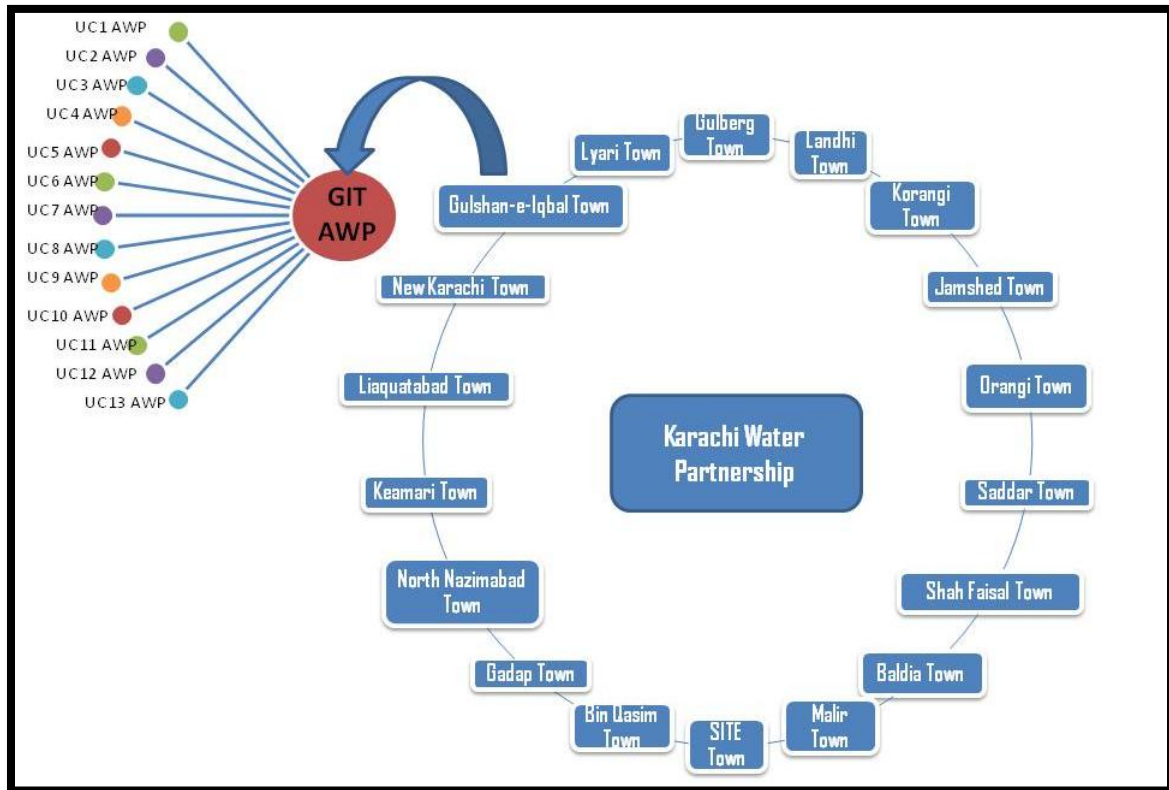 UC1 AWP
UC2 AWP
UC3 AWP
UC4 AWP
UC5 AWP
UC6 AWP
UC7 AWP
UC8 AWP
UC9 AWP
UC10 AWP
UC11 AWP
UC12 AWP
UC13 AWP
GIT
AWP
Gulberg
Town
Landhi
Town
Korangi
Town
Jamshed Town
Orangi Town
Saddar Town
Shah Faisal Town
Baldia Town
Malir
Town
SITE
Town
Bin Qasim
Town
Gadap Town
North Nazimabad
Town
Keamari Town
Liaquatabad Town
New Karachi Town
Gulshan-e-Iqbal Town
Lyari Town
Karachi Water
Partnership